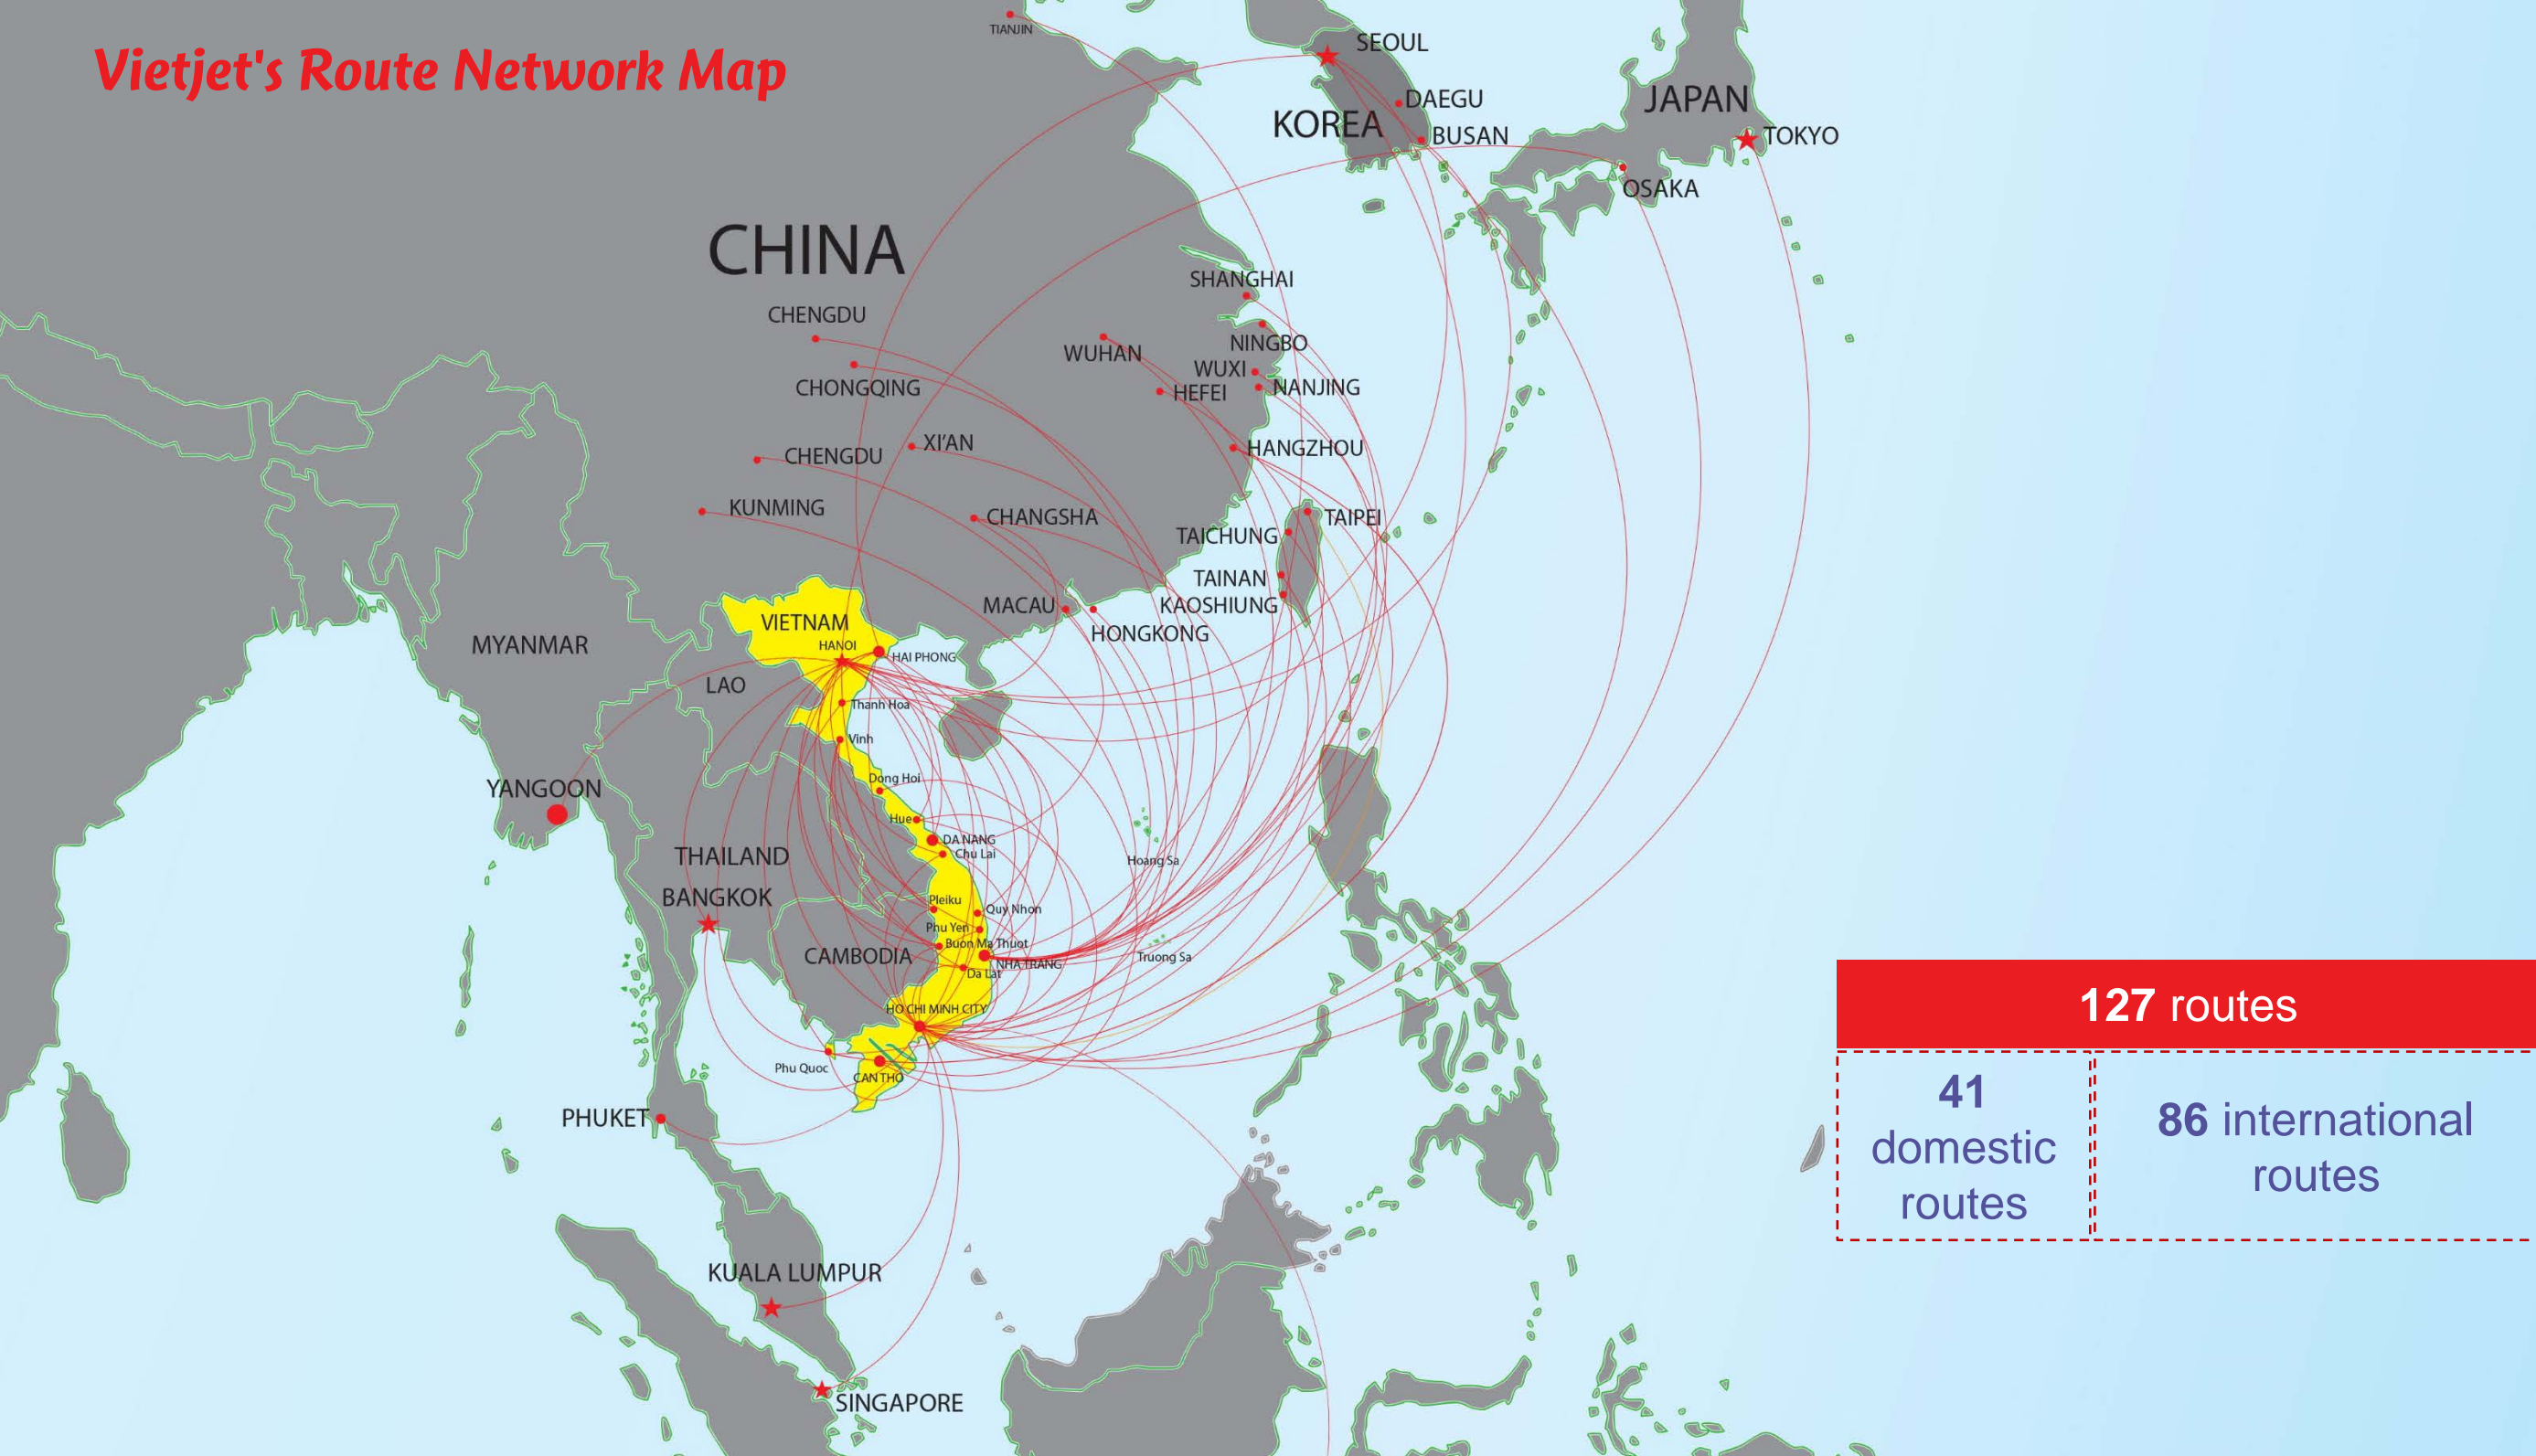 Vietjet's Route Network Map
TIANJIN
SEOUL
DAEGU
KOREA
BUSAN
JAPAN
TOKYO
OSAKA
CHINA
SHANGHAI
CHENGDU
NINGBO
WUHAN
WUXI
CHONGQING
HEFEI
NANJING
XI'AN
HANGZHOU
CHENGDU
KUNMING
CHANGSHA
TAIPEI
TAICHUNG
TAINAN
MACAU
KAOSHIUNG
HONGKONG
VIETNAM
HANOI
HAI PHONG
MYANMAR
LAO
Thanh Hoa
Vinh
Dong Hoi
YANGOON
Hue
DA NANG
Chu Lai
THAILAND
Hoang Sa
BANGKOK
Pleiku
Quy Nhon
Phu Yen
Buon Ma Thuot
CAMBODIA
NHA TRANG
Truong Sa
Da Lat
HO CHI MINH CITY
Phu Quoc
CAN THO
PHUKET
KUALA LUMPUR
SINGAPORE
127 routes
41
domestic
routes
86 international
routes